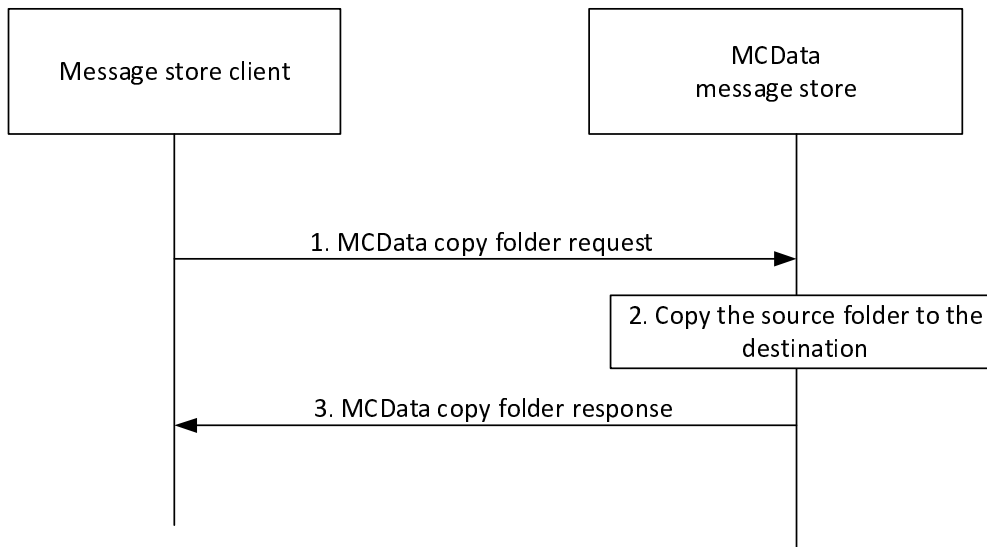 Message store client
MCData
message store
1. MCData copy folder request
2. Copy the source folder to the
destination
3. MCData copy folder response